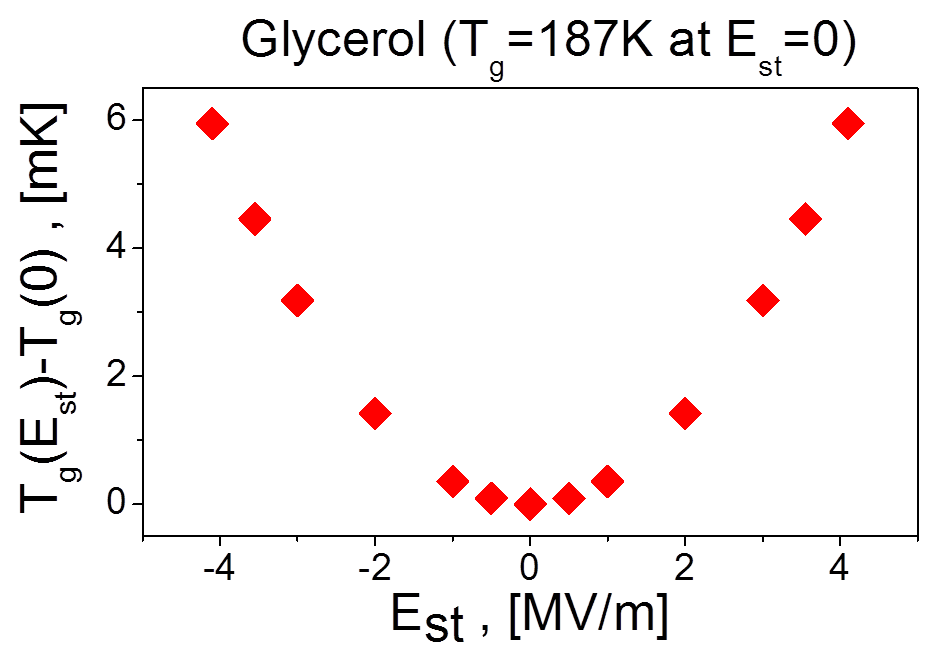 Glycerol (Tg=187K at Est=0)
Tg(Est)-Tg(0) , [mK]
6
4
2
0
-4 -2 0 2 4
Est , [MV/m]